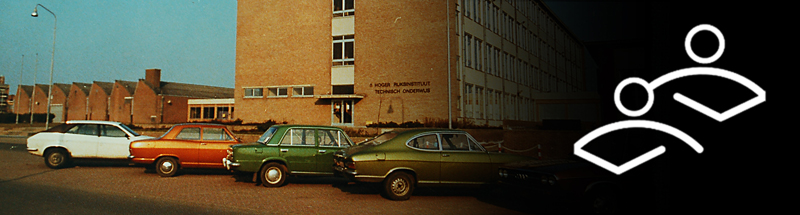 HOGER RIJKSINSTITUUT
TECHNISCH ONDERWIJS